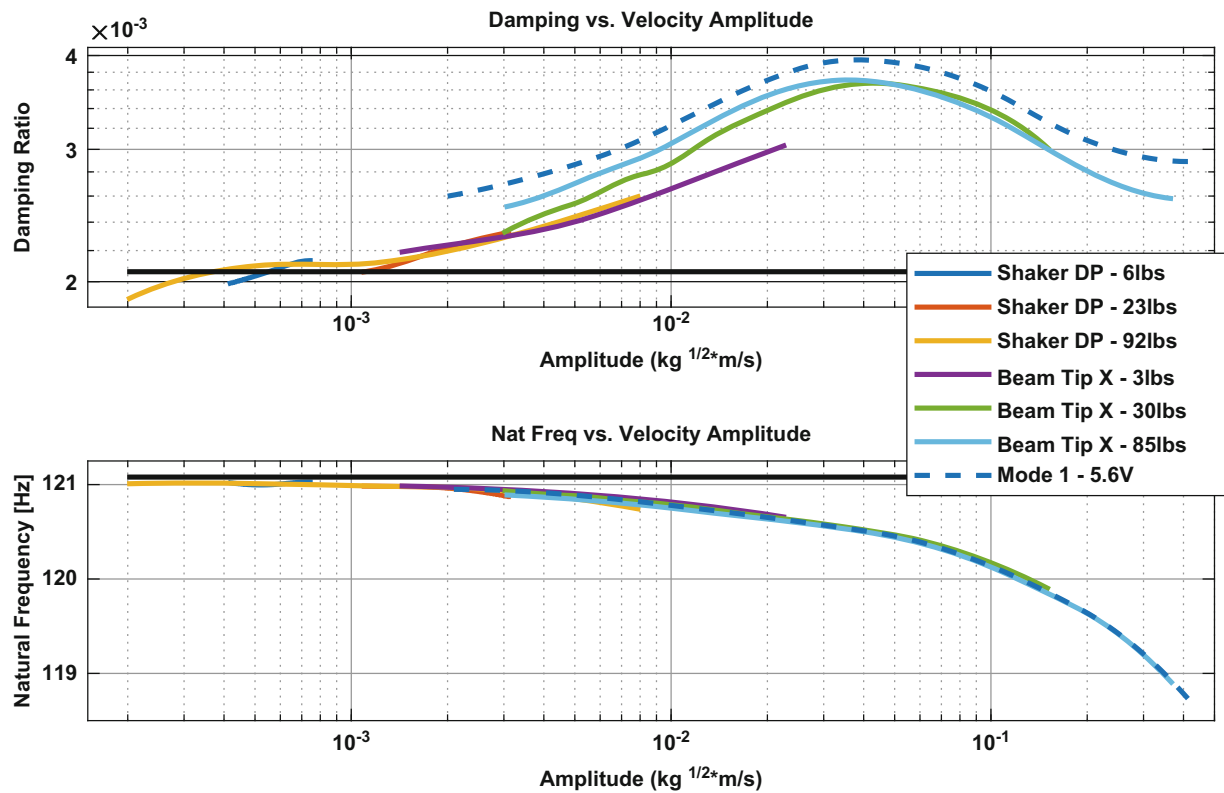 Damping vs. Velocity Amplitude
×10-3
Damping Ratio
4
3
2
10-3
10-2
Amplitude (kg 1/2*m/s)
Shaker DP - 6lbs
Shaker DP - 23lbs
Shaker DP - 92lbs
Beam Tip X - 3lbs
Beam Tip X - 30lbs
Beam Tip X - 85lbs
Mode 1 - 5.6V
Nat Freq vs. Velocity Amplitude
Natural Frequency [Hz]
121
120
119
10-3
10-2
10-1
Amplitude (kg 1/2*m/s)